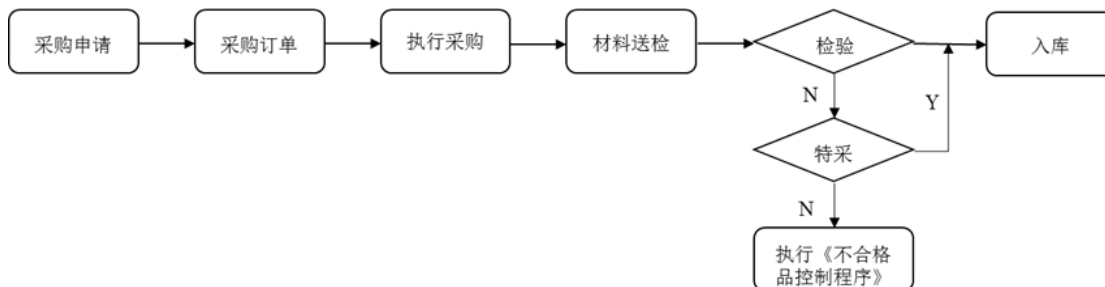 采购申请
采购订单
执行采购
材料送检
检验
入库
N
Y
特采
N
执行《不合格
品控制程序》